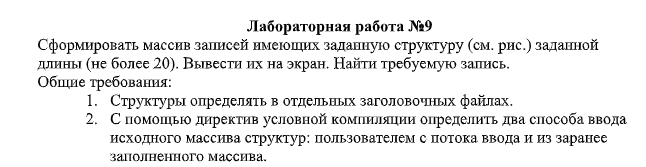 Лабораторная работа №9
Сформировать массив записей имеющих заданную структуру (см. рис.) заданной
длины (не более 20). Вывести их на экран. Найти требуемую запись.
Общие требования:
1. Структуры определять в отдельных заголовочных файлах.
2. С помощью директив условной компиляции определить два способа ввода
исходного массива структур: пользователем с потока ввода и из заранее
заполненного массива.